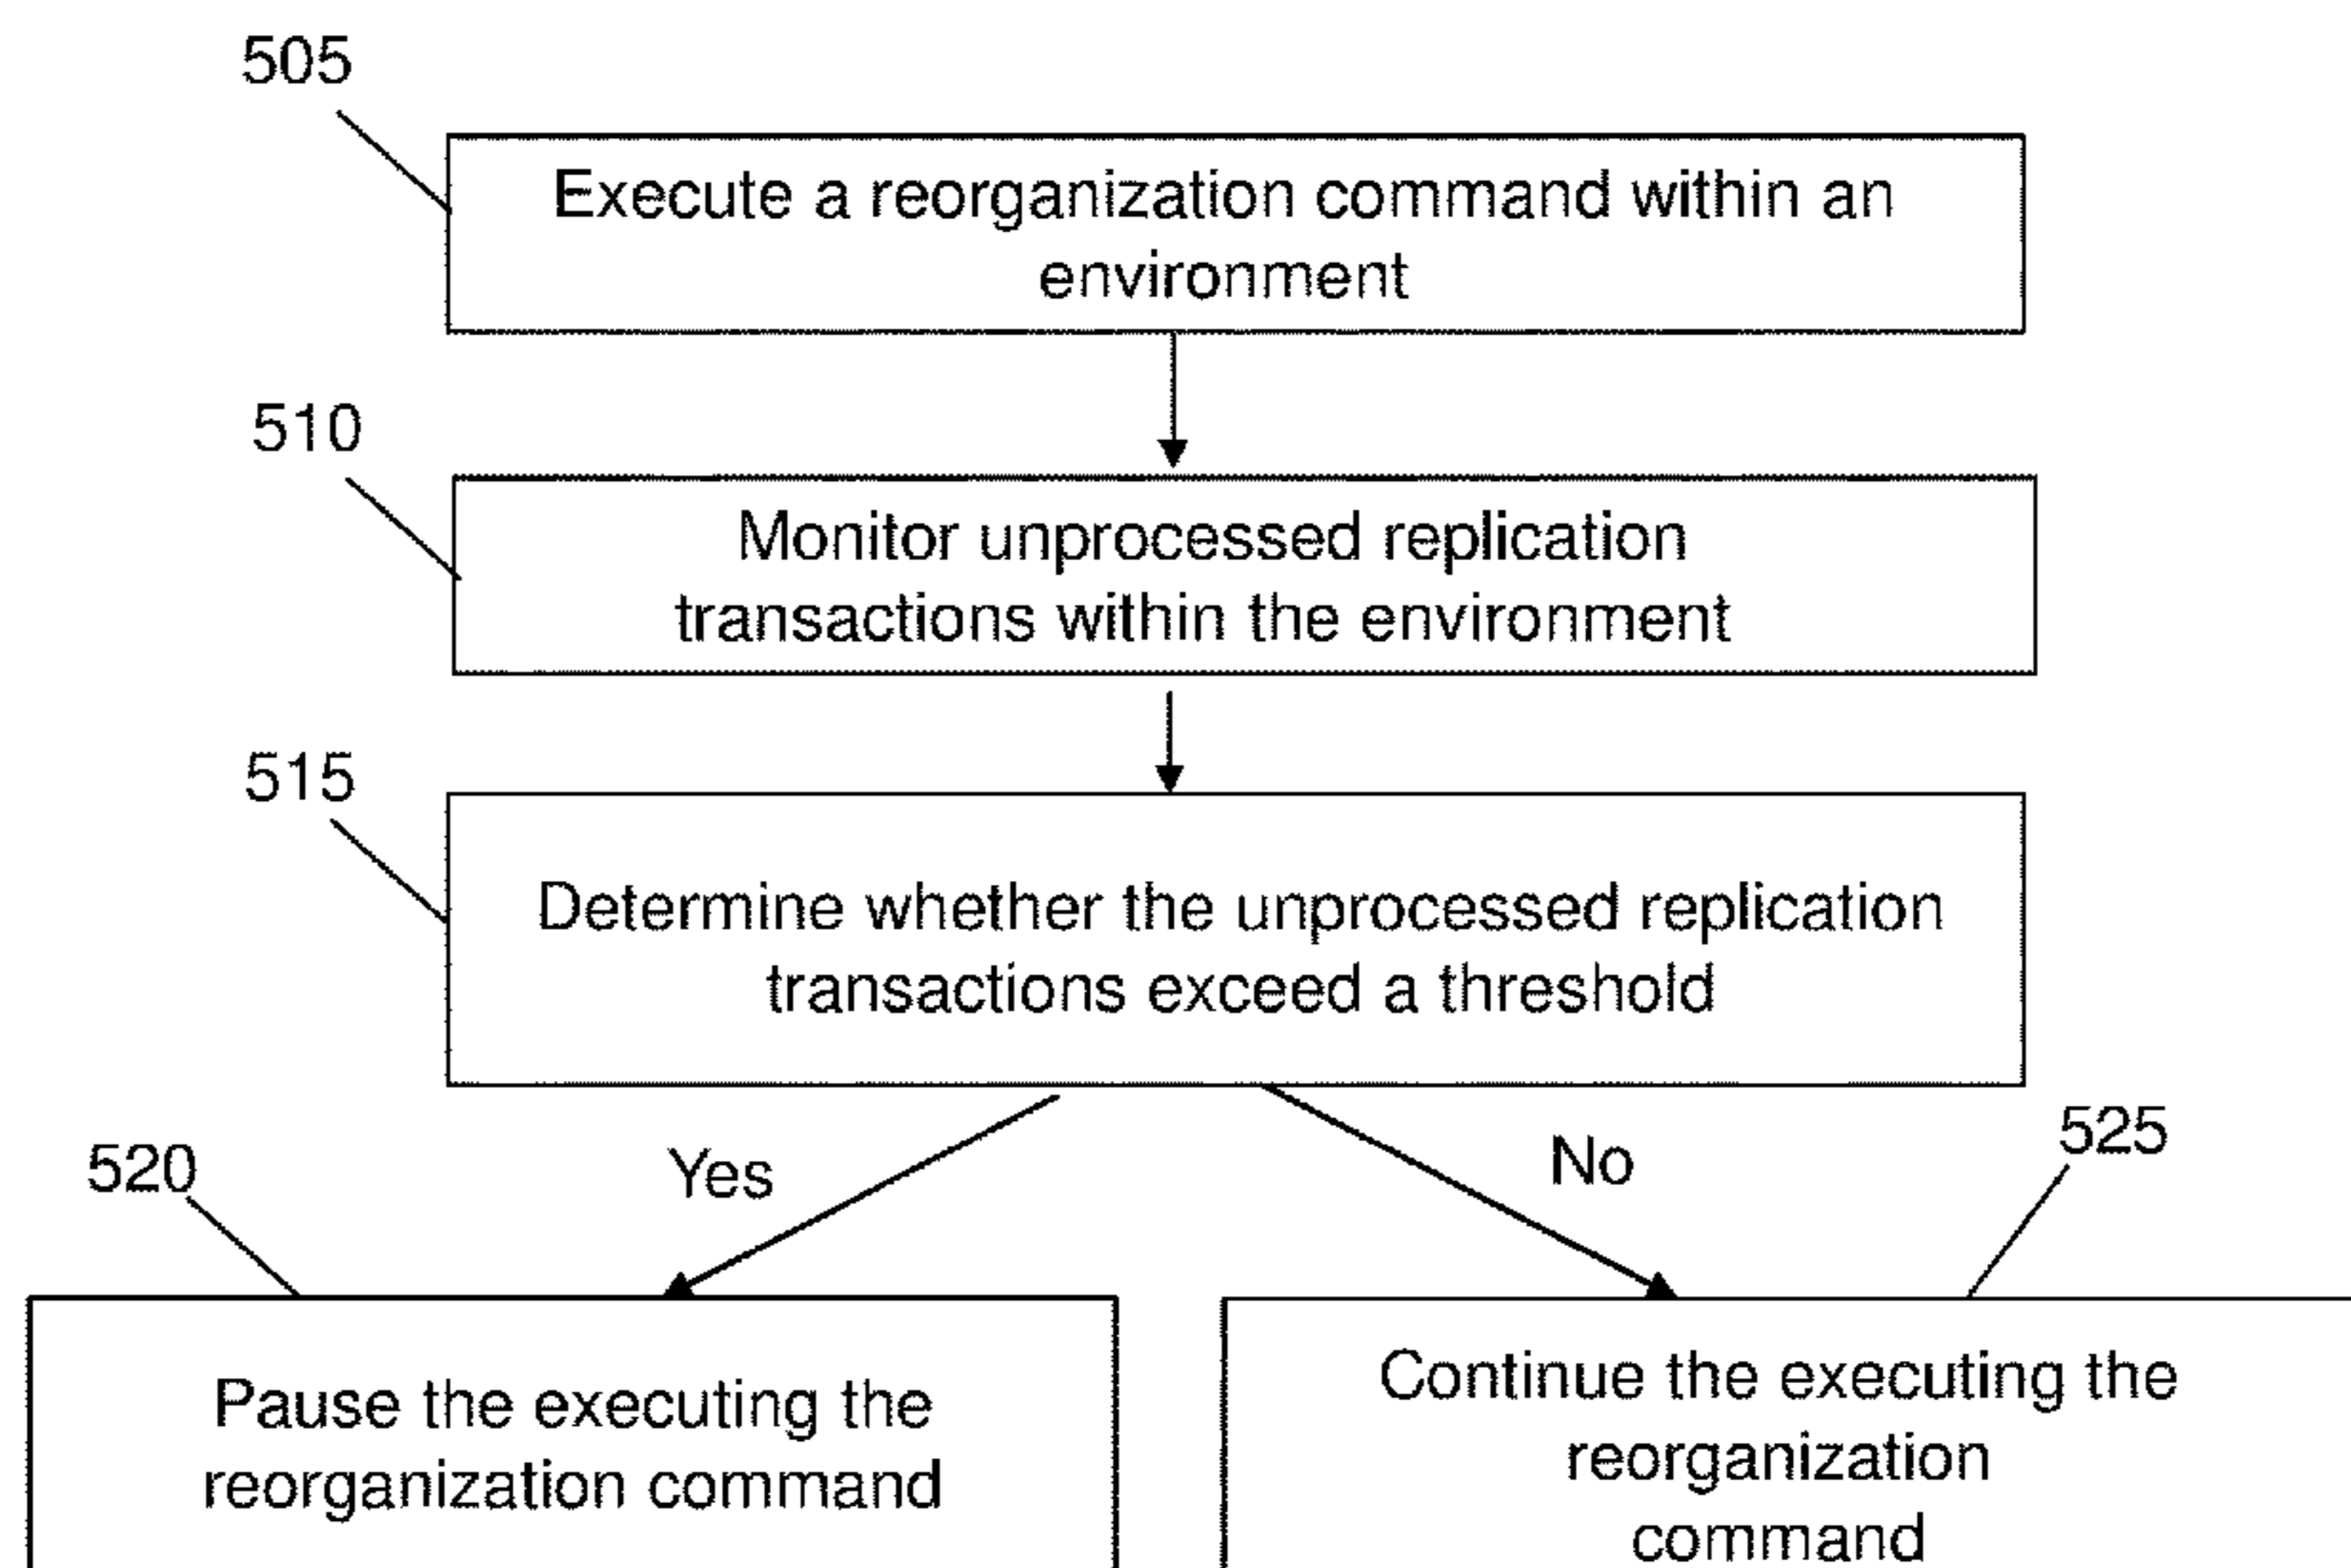 505
Execute a reorganization command within an
environment
510
Monitor unprocessed replication
transactions within the environment
515
Determine whether the unprocessed replication
transactions exceed a threshold
Yes
No
520
525
Pause the executing the
reorganization command
Continue the executing the
reorganization
command